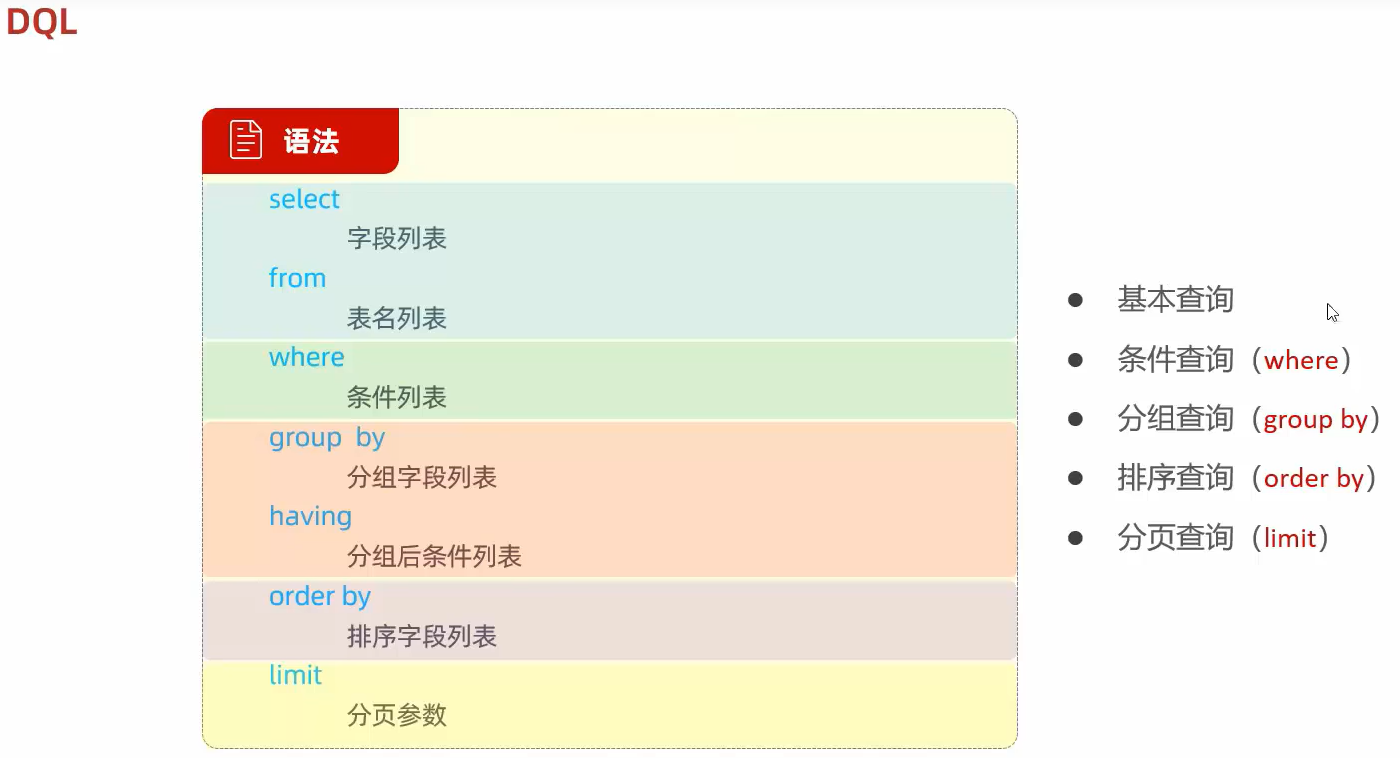 DQL
语法
select
字段列表
from
表名列表
where
条件列表
group by
分组字段列表
having
分组后条件列表
order by
排序字段列表
limit
分页参数
基本查询
条件查询（where）
分组查询（group by）
排序查询（order by）
分页查询（limit）